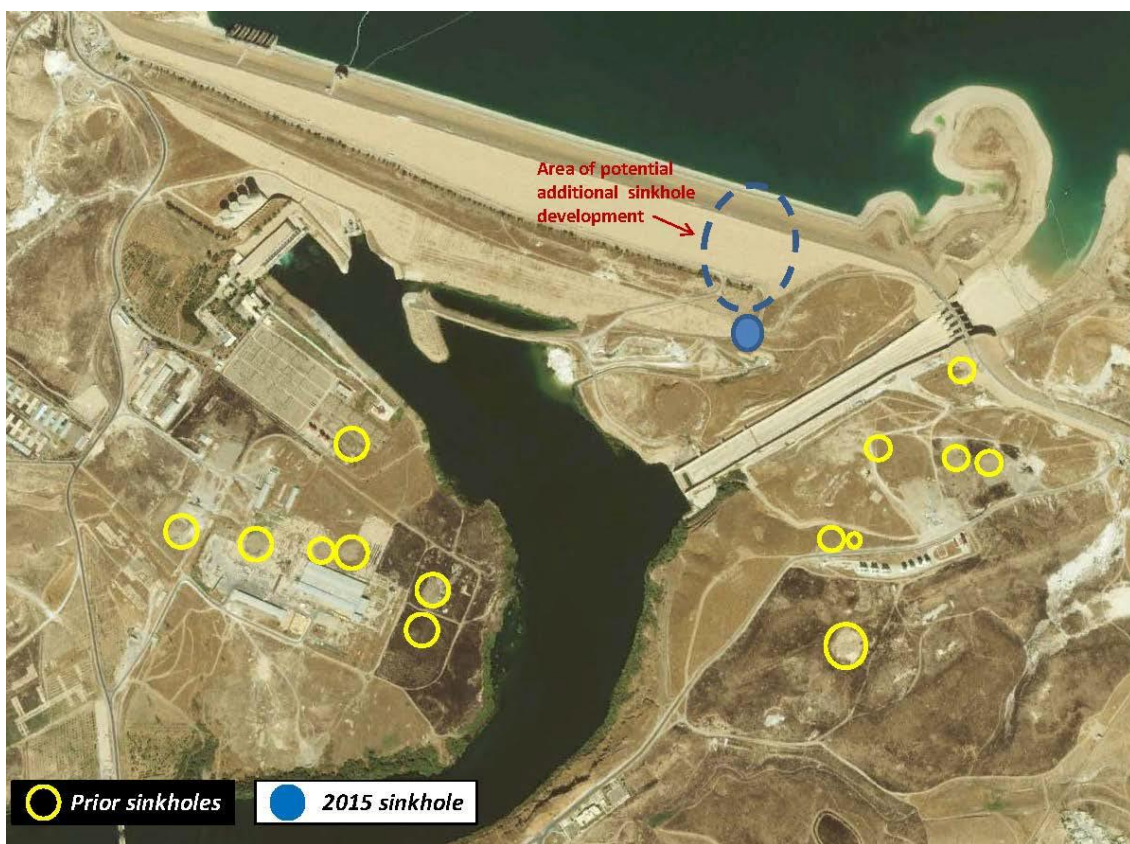 Area of potential
additional sinkhole
development
Prior sinkholes
2015 sinkhole